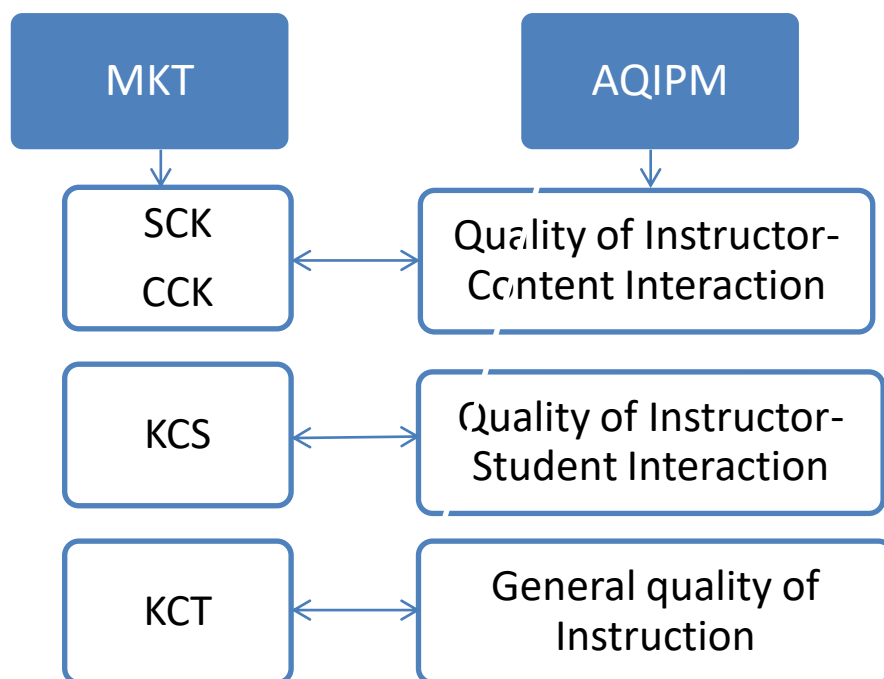 MKT
AQIPM
SCK
CCK
Quality of Instructor-
Content Interaction
KCS
Quality of Instructor-
Student Interaction
KCT
General quality of
Instruction